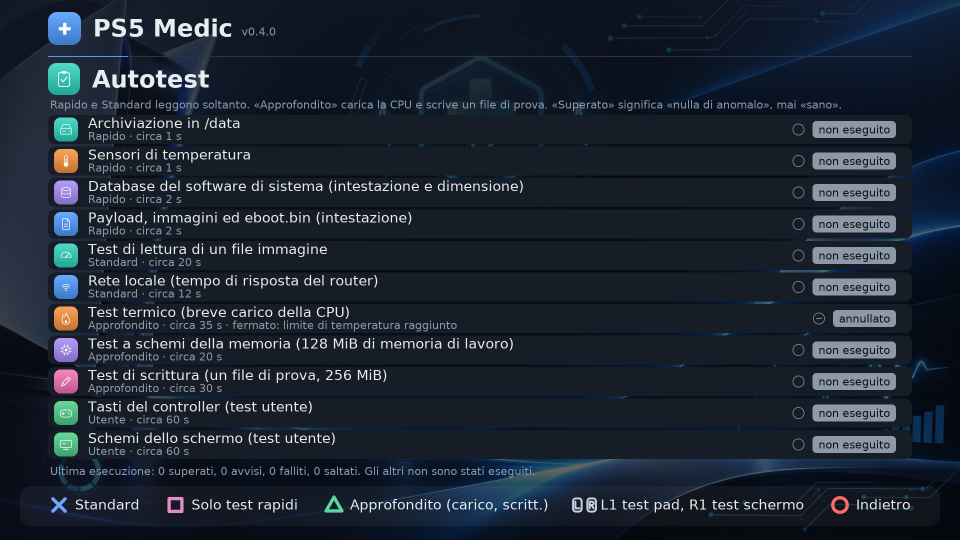 PS5 Medic v0.4.0
Autotest
Rapido e Standard leggono soltanto. «Approfondito» carica la CPU e scrive un file di prova. «Superato» significa «nulla di anomalo», mai «sano».
Archiviazione in /data
Rapido · circa 1 s
non eseguito
Sensori di temperatura
Rapido · circa 1 s
non eseguito
Database del software di sistema (intestazione e dimensione)
Rapido · circa 2 s
non eseguito
Payload, immagini ed eboot.bin (intestazione)
Rapido · circa 2 s
non eseguito
Test di lettura di un file immagine
Standard · circa 20 s
non eseguito
Rete locale (tempo di risposta del router)
Standard · circa 12 s
non eseguito
Test termico (breve carico della CPU)
Approfondito · circa 35 s · fermato: limite di temperatura raggiunto
annullato
Test a schemi della memoria (128 MiB di memoria di lavoro)
Approfondito · circa 20 s
non eseguito
Test di scrittura (un file di prova, 256 MiB)
Approfondito · circa 30 s
non eseguito
Tasti del controller (test utente)
Utente · circa 60 s
non eseguito
Schemi dello schermo (test utente)
Utente · circa 60 s
non eseguito
Ultima esecuzione: 0 superati, 0 avvisi, 0 falliti, 0 saltati. Gli altri non sono stati eseguiti.
Standard Solo test rapidi Approfondito (carico, scritt.) L R L1 test pad, R1 test schermo Indietro